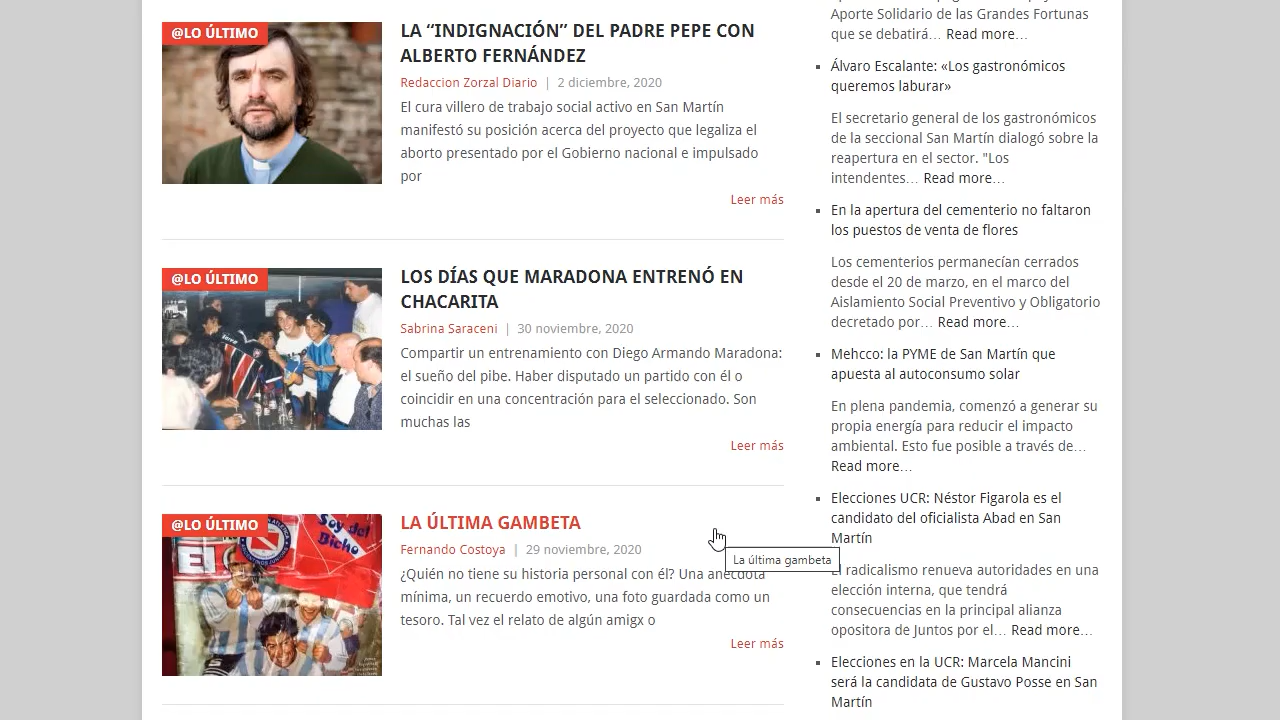 @LO ÚLTIMO
LA “INDIGNACIÓN” DEL PADRE PEPE CON
ALBERTO FERNÁNDEZ
Redaccion Zorzal Diario | 2 diciembre, 2020
El cura villero de trabajo social activo en San Martín
manifestó su posición acerca del proyecto que legaliza el
aborto presentado por el Gobierno nacional e impulsado
por
Leer más
@LO ÚLTIMO
LOS DÍAS QUE MARADONA ENTRENÓ EN
CHACARITA
Sabrina Saraceni | 30 noviembre, 2020
Compartir un entrenamiento con Diego Armando Maradona:
el sueño del pibe. Haber disputado un partido con él o
coincidir en una concentración para el seleccionado. Son
muchas las
Leer más
@LO ÚLTIMO
Soy del
Bicho
LA ÚLTIMA GAMBETA
Fernando Costoya | 29 noviembre, 2020
La última gambeta
¿Quién no tiene su historia personal con él? Una anécdota
mínima, un recuerdo emotivo, una foto guardada como un
tesoro. Tal vez el relato de algún amigx o
Leer más
Aporte Solidario de las Grandes Fortunas
que se debatirá… Read more…
Álvaro Escalante: «Los gastronómicos
queremos laburar»
El secretario general de los gastronómicos
de la seccional San Martín dialogó sobre la
reapertura en el sector. "Los
intendentes… Read more…
En la apertura del cementerio no faltaron
los puestos de venta de flores
Los cementerios permanecían cerrados
desde el 20 de marzo, en el marco del
Aislamiento Social Preventivo y Obligatorio
decretado por… Read more…
Mehcco: la PYME de San Martín que
apuesta al autoconsumo solar
En plena pandemia, comenzó a generar su
propia energía para reducir el impacto
ambiental. Esto fue posible a través de…
Read more…
Elecciones UCR: Néstor Figarola es el
candidato del oficialista Abad en San
Martín
El radicalismo renueva autoridades en una
elección interna, que tendrá
consecuencias en la principal alianza
opositora de Juntos por el… Read more…
Elecciones en la UCR: Marcela Mancini
será la candidata de Gustavo Posse en San
Martín